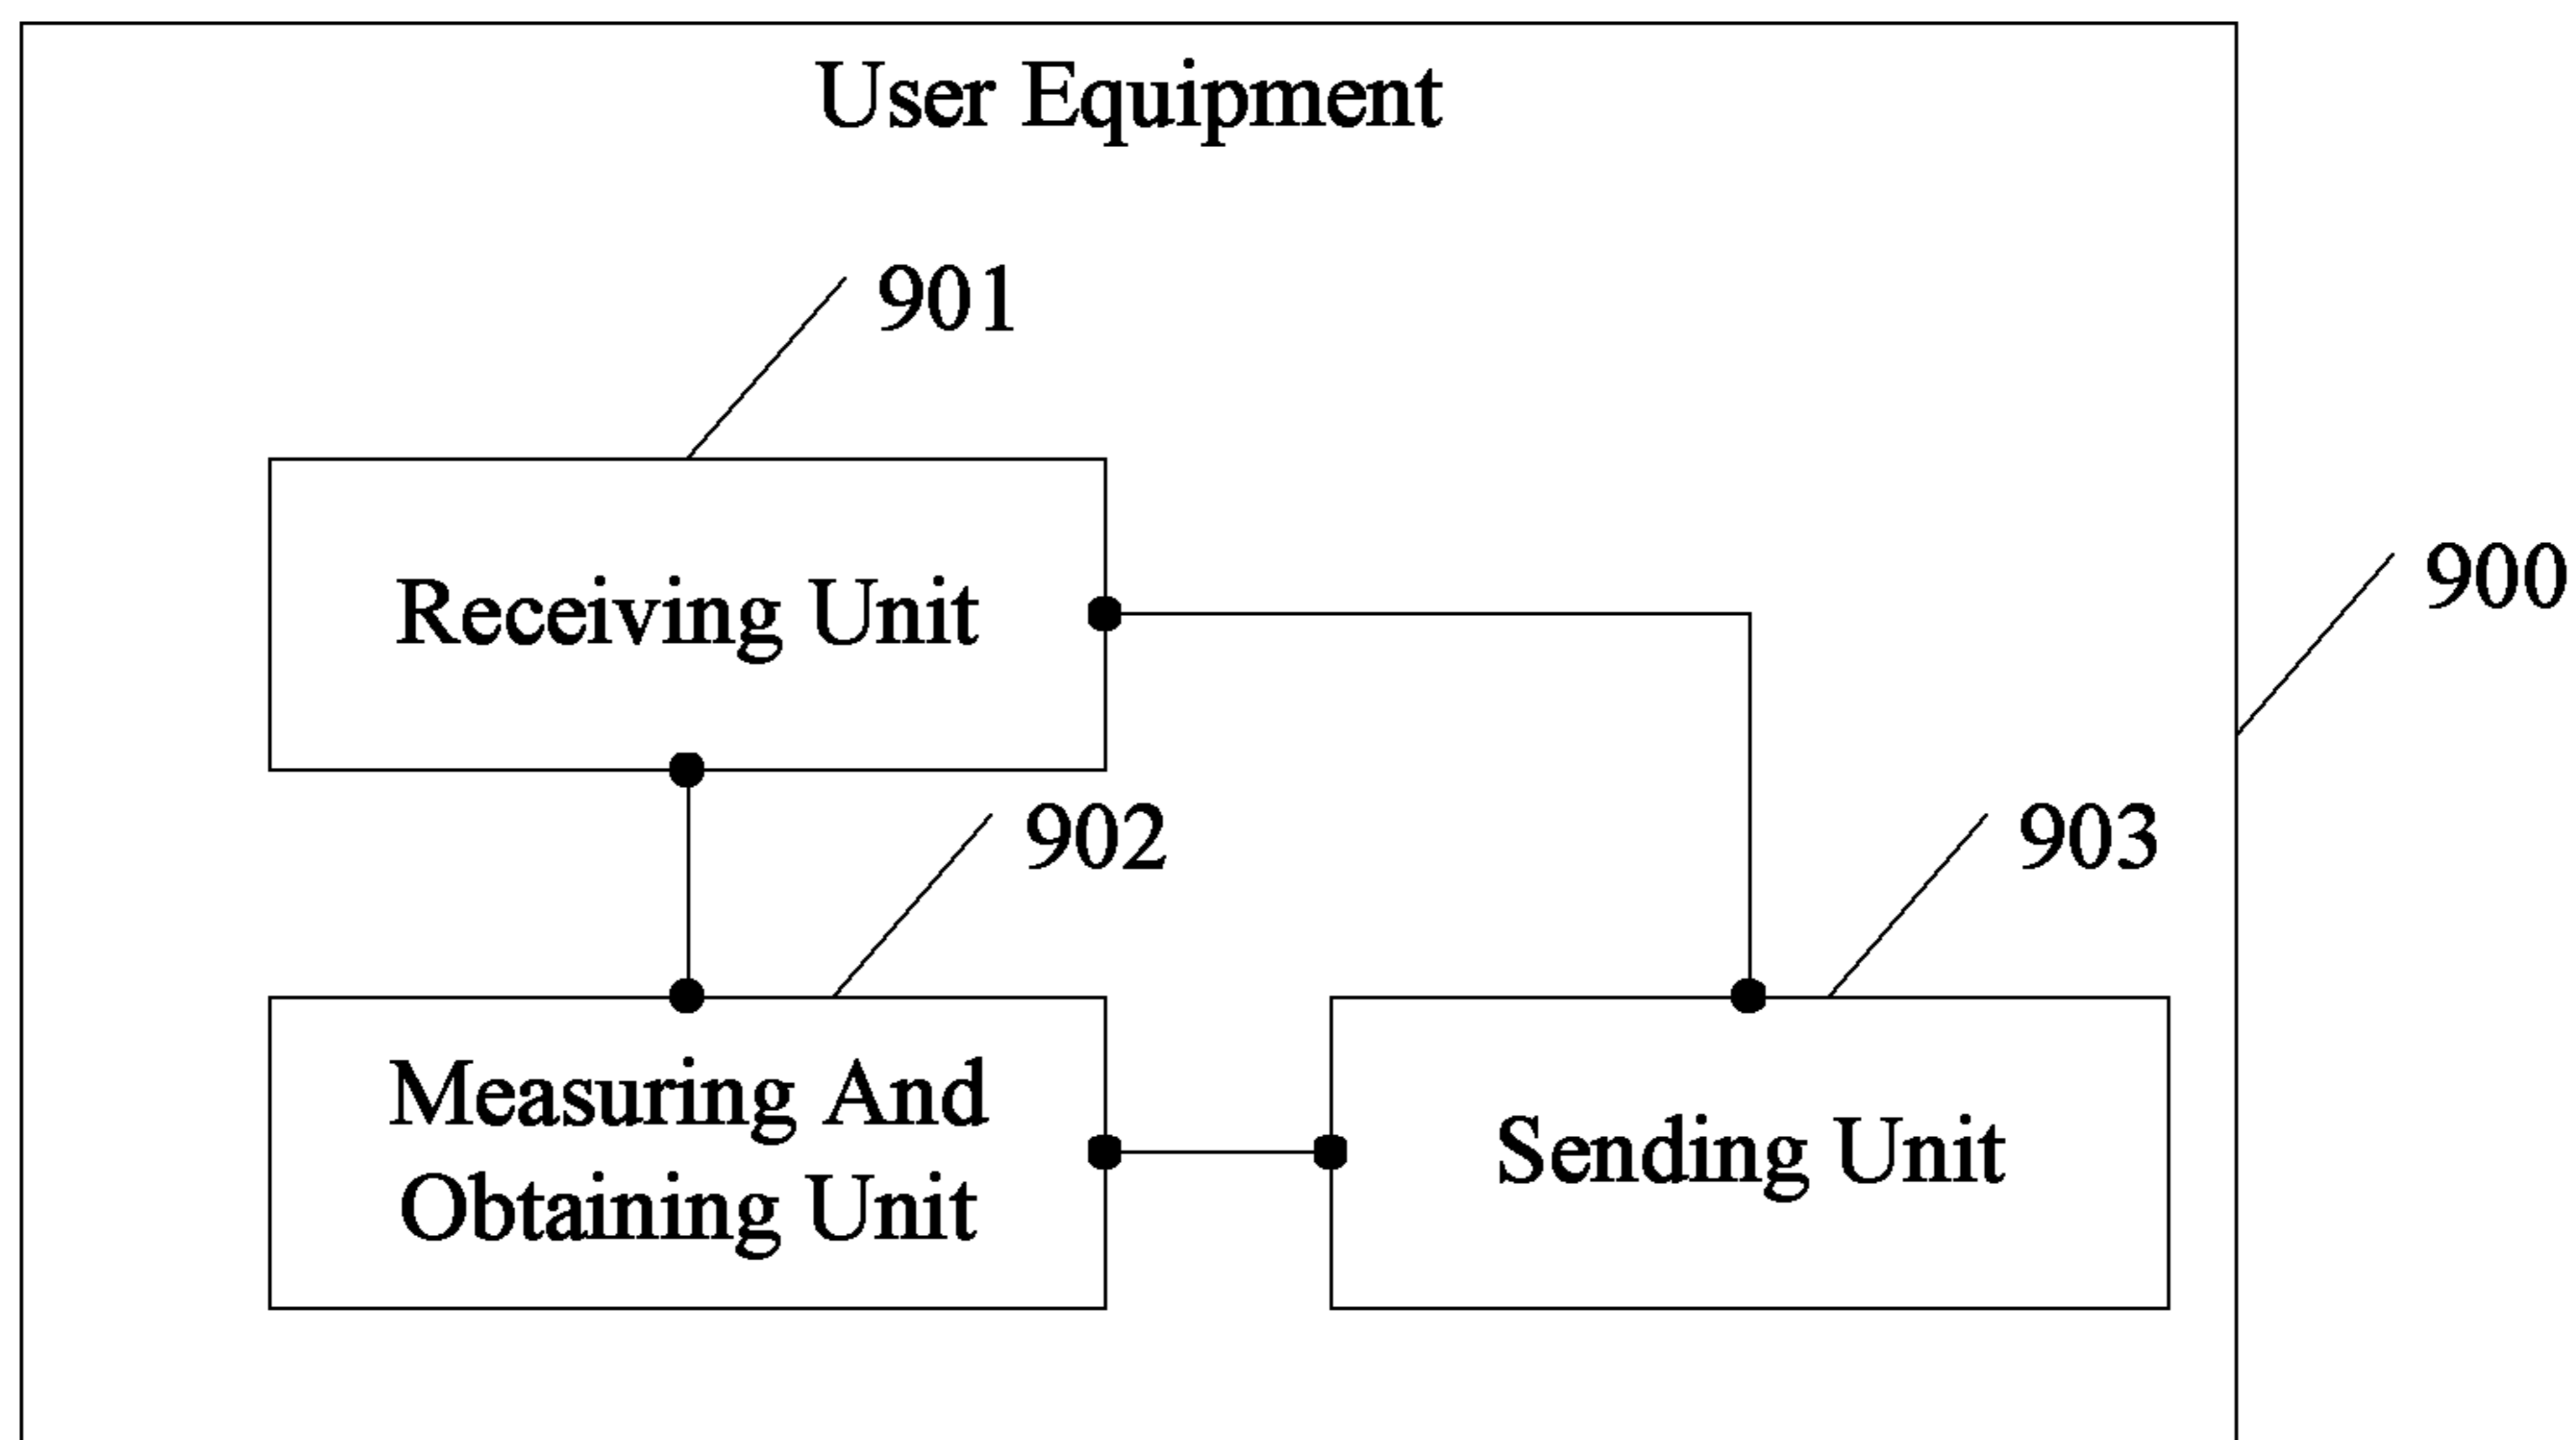 User Equipment
901
Receiving Unit
900
902
903
Measuring And
Obtaining Unit
Sending Unit